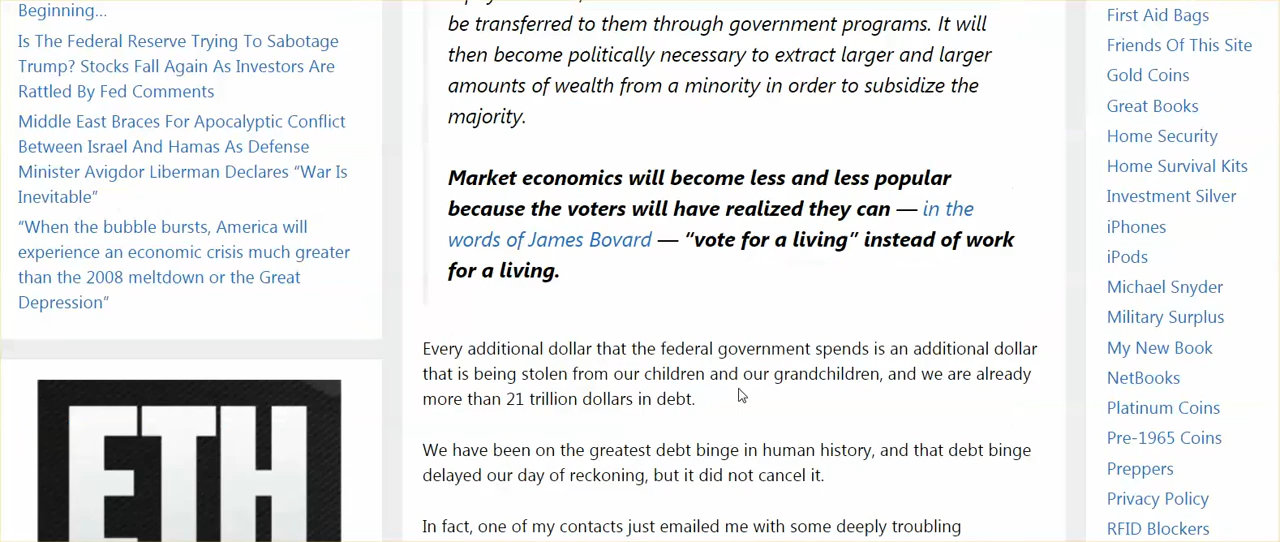 Beginning...
Is The Federal Reserve Trying To Sabotage
Trump? Stocks Fall Again As Investors Are
Rattled By Fed Comments
Middle East Braces For Apocalyptic Conflict
Between Israel And Hamas As Defense
Minister Avigdor Liberman Declares “War Is
Inevitable”
“When the bubble bursts, America will
experience an economic crisis much greater
than the 2008 meltdown or the Great
Depression”
ETH
be transferred to them through government programs. It will
then become politically necessary to extract larger and larger
amounts of wealth from a minority in order to subsidize the
majority.
Market economics will become less and less popular
because the voters will have realized they can — in the
words of James Bovard — “vote for a living” instead of work
for a living.
Every additional dollar that the federal government spends is an additional dollar
that is being stolen from our children and our grandchildren, and we are already
more than 21 trillion dollars in debt.
We have been on the greatest debt binge in human history, and that debt binge
delayed our day of reckoning, but it did not cancel it.
In fact, one of my contacts just emailed me with some deeply troubling
First Aid Bags
Friends Of This Site
Gold Coins
Great Books
Home Security
Home Survival Kits
Investment Silver
iPhones
iPods
Michael Snyder
Military Surplus
My New Book
NetBooks
Platinum Coins
Pre-1965 Coins
Preppers
Privacy Policy
RFID Blockers